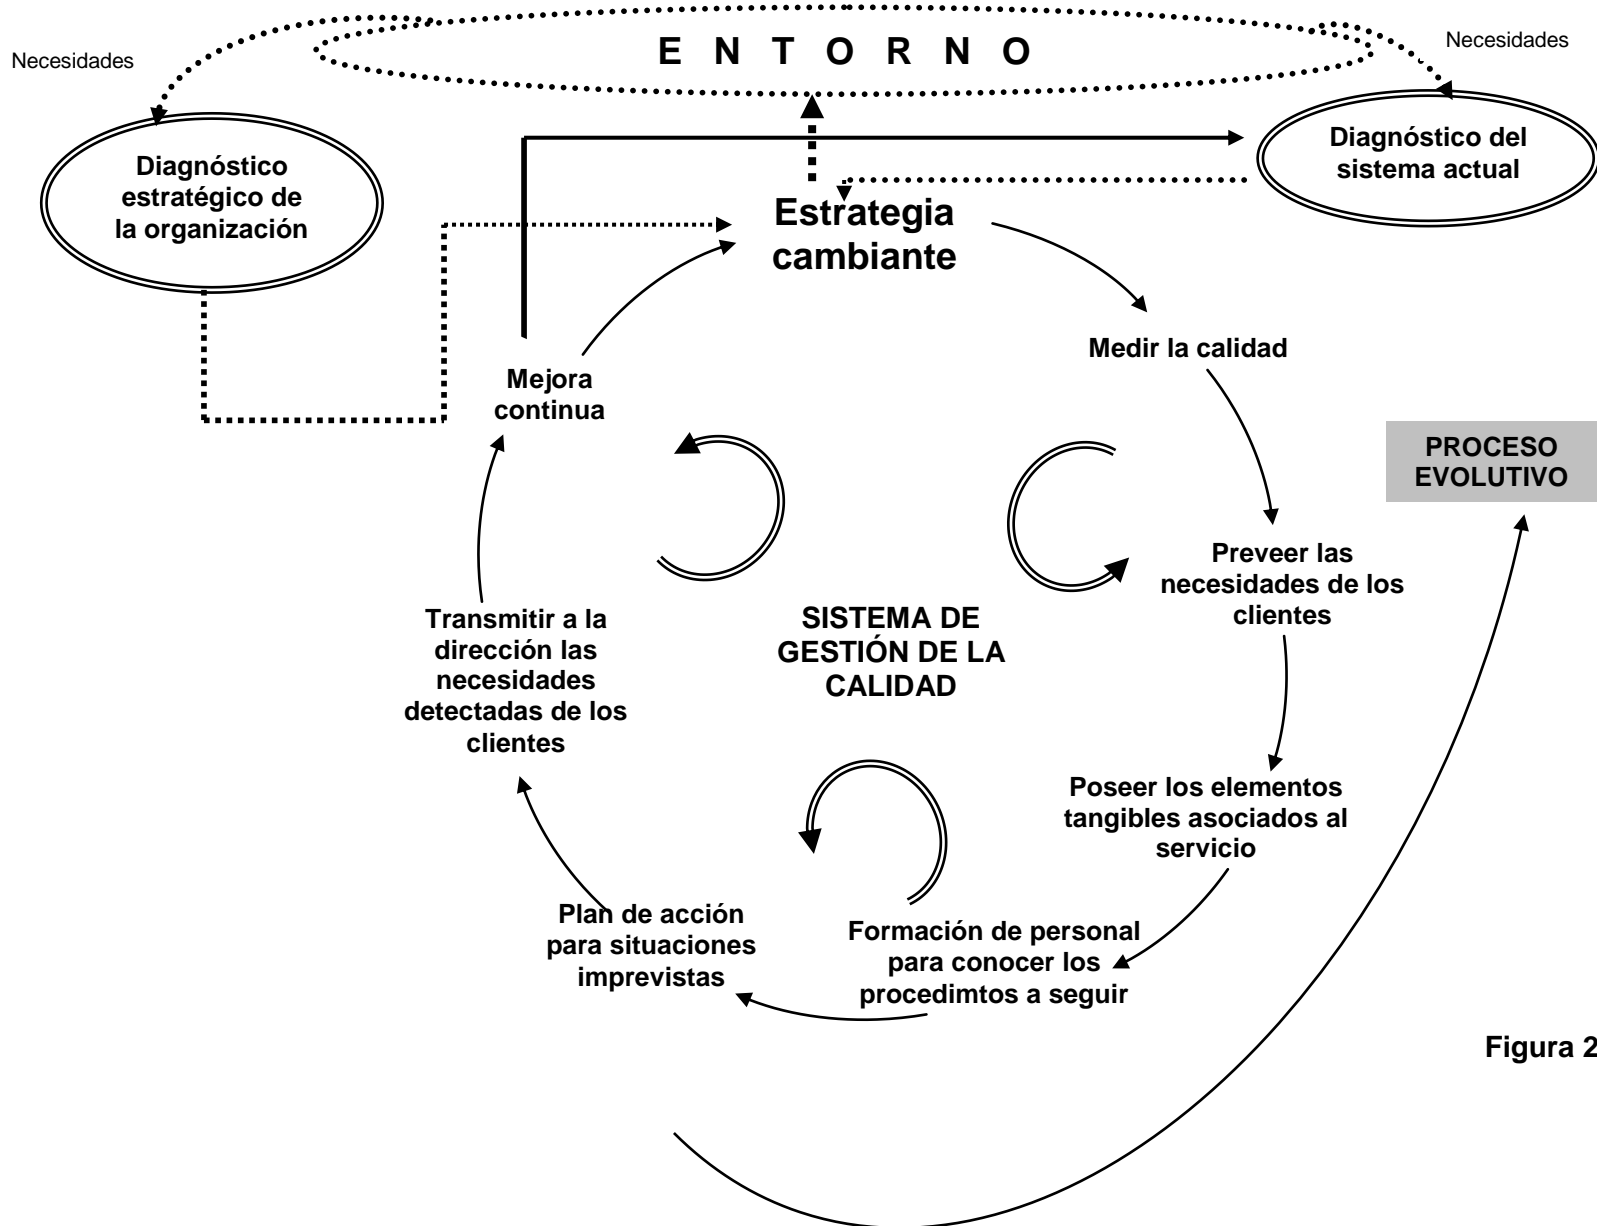 E N T O R N O
Necesidades
Necesidades
Diagnóstico
estratégico de
la organización
Diagnóstico del
sistema actual
Estrategia
cambiante
Medir la calidad
Mejora
continua
PROCESO
EVOLUTIVO
Preveer las
necesidades de los
clientes
SISTEMA DE
GESTIÓN DE LA
CALIDAD
Transmitir a la
dirección las
necesidades
detectadas de los
clientes
Poseer los elementos
tangibles asociados al
servicio
Plan de acción
para situaciones
imprevistas
Formación de personal
para conocer los
procedimtos a seguir
Figura 2